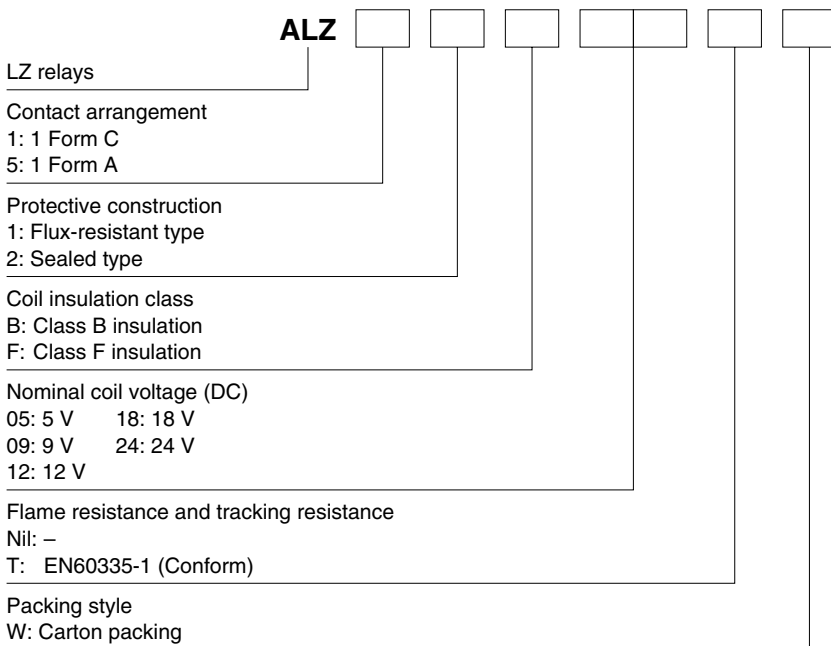 ALZ
LZ relays
Contact arrangement
1: 1 Form C
5: 1 Form A
Protective construction
1: Flux-resistant type
2: Sealed type
Coil insulation class
B: Class B insulation
F: Class F insulation
Nominal coil voltage (DC)
05: 5 V 18: 18 V
09: 9 V 24: 24 V
12: 12 V
Flame resistance and tracking resistance
Nil: –
T: EN60335-1 (Conform)
Packing style
W: Carton packing